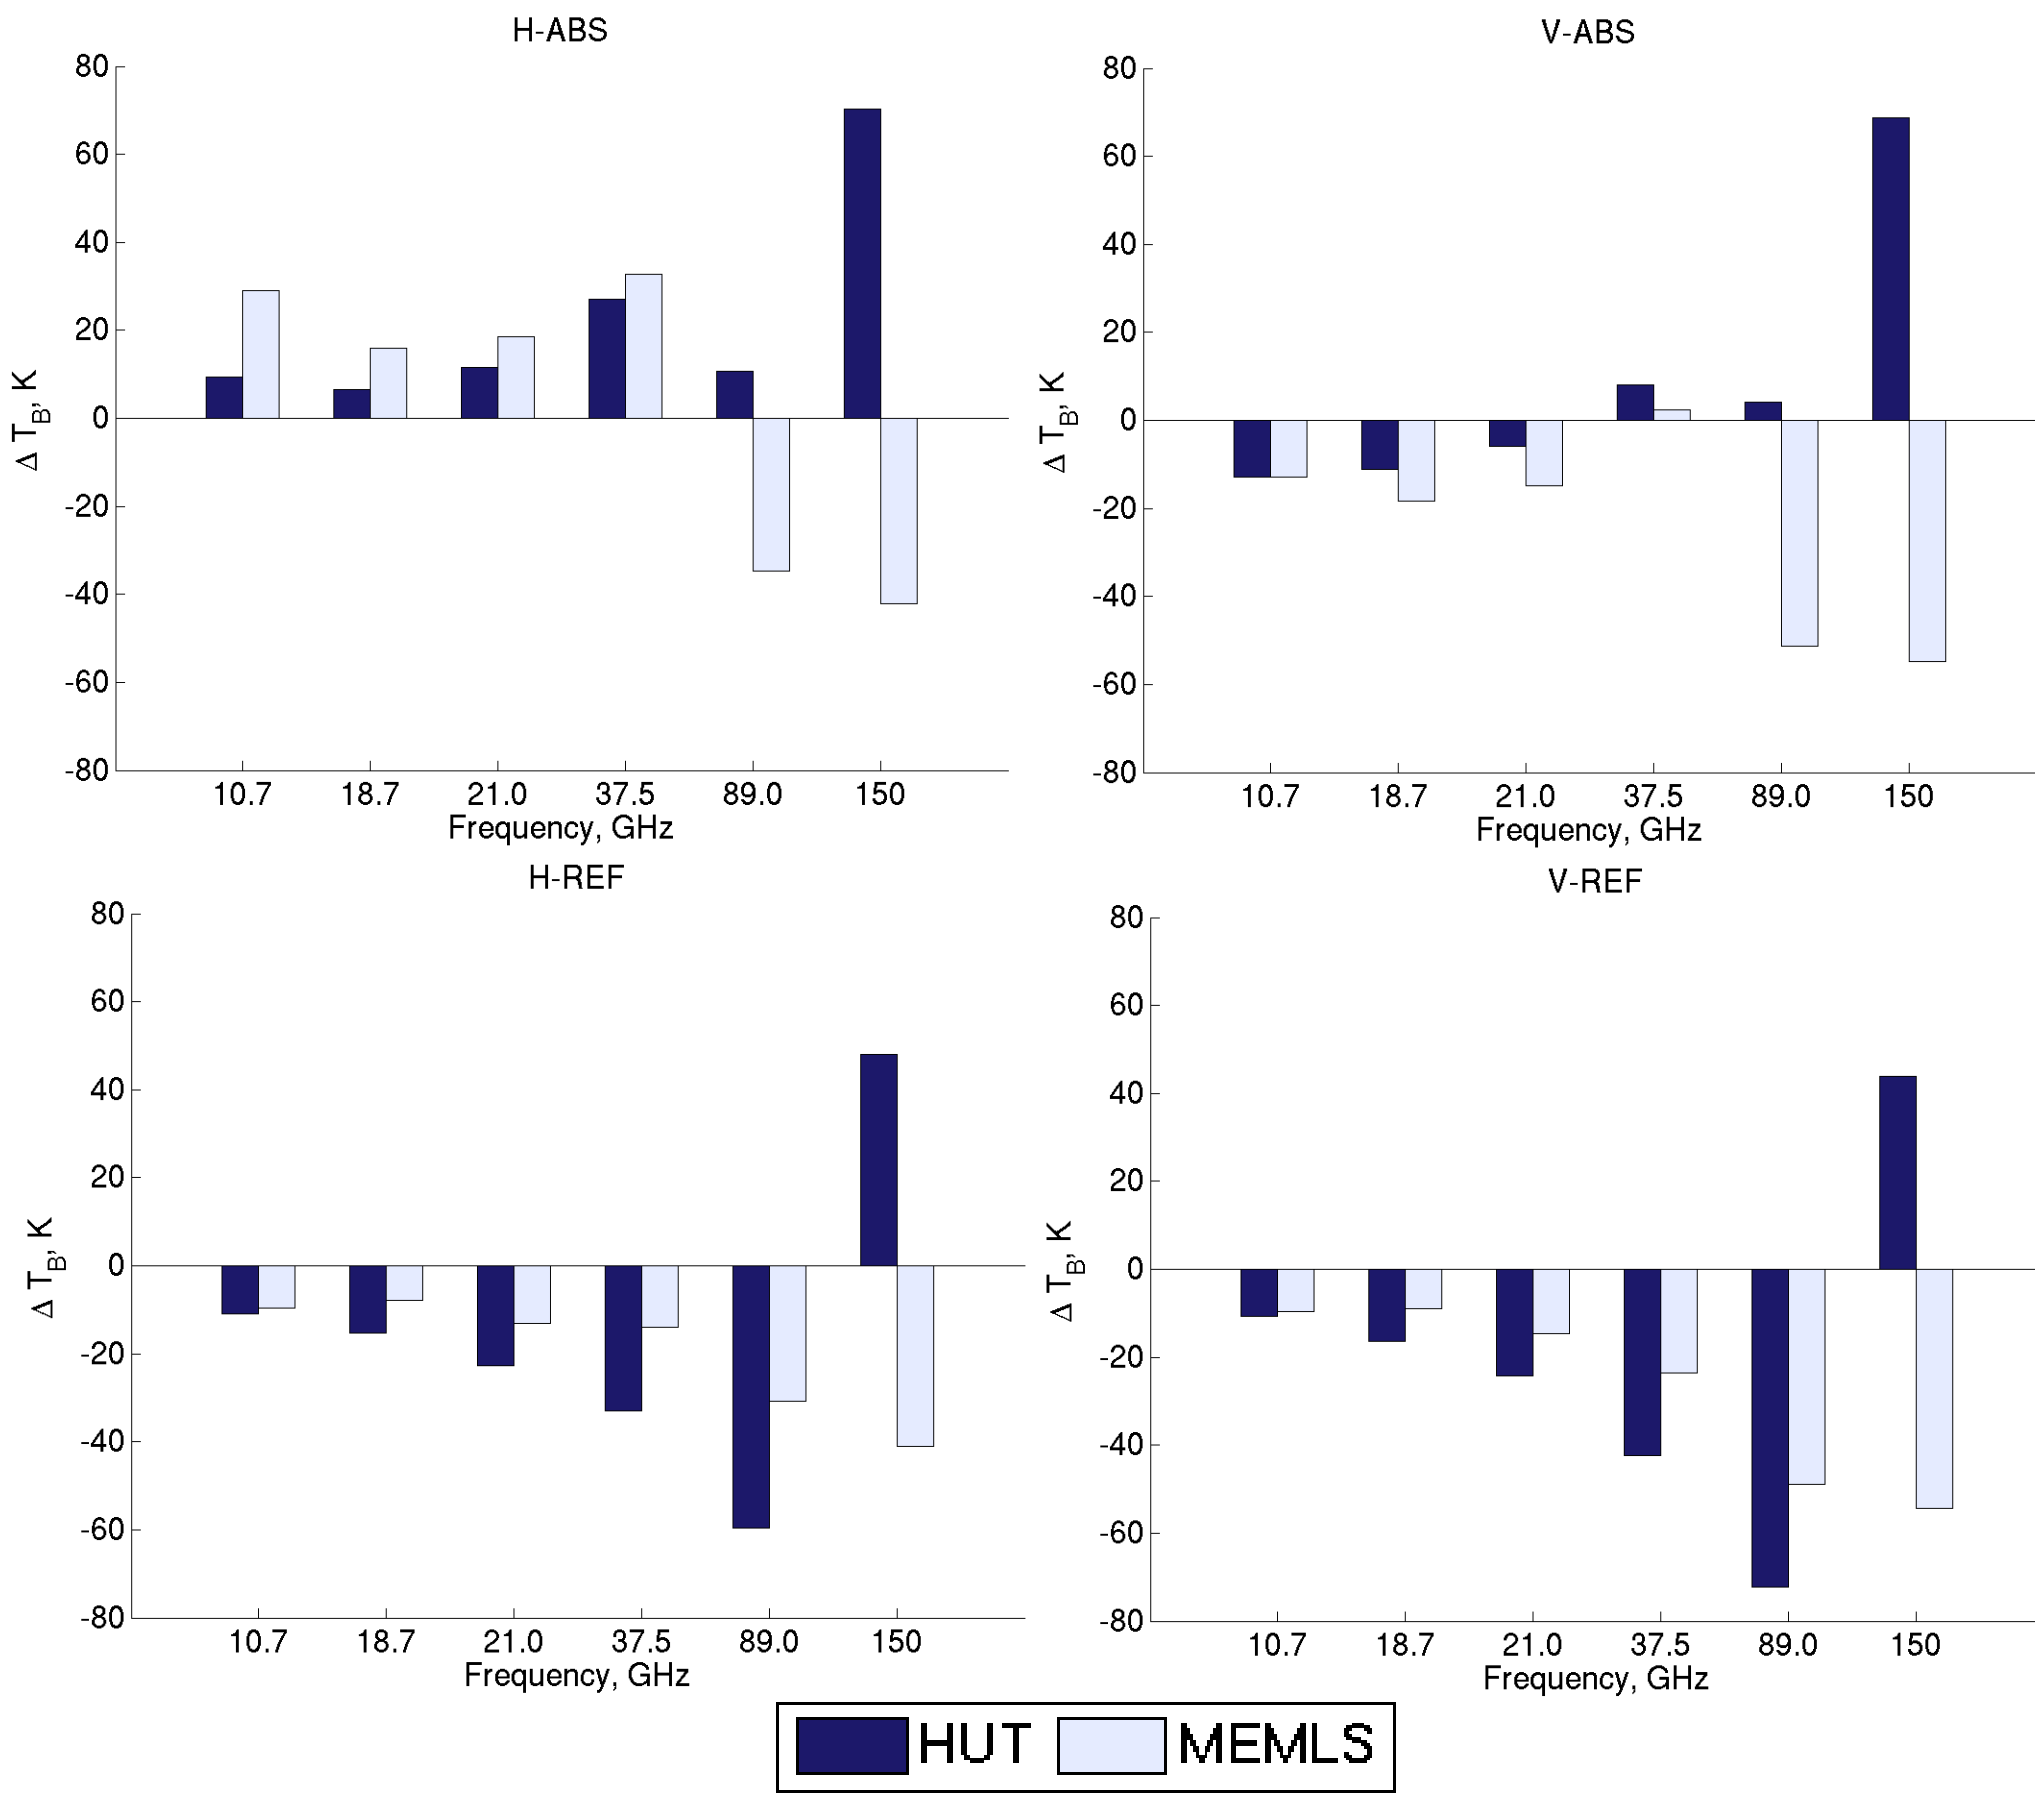 H-ABS
80
60
40
20
0
-20
-40
-60
-80
Δ T_B, K
10.7 18.7 21.0 37.5 89.0 150
Frequency, GHz
V-ABS
80
60
40
20
0
-20
-40
-60
-80
Δ T_B, K
10.7 18.7 21.0 37.5 89.0 150
Frequency, GHz
H-REF
80
60
40
20
0
-20
-40
-60
-80
Δ T_B, K
10.7 18.7 21.0 37.5 89.0 150
Frequency, GHz
V-REF
80
60
40
20
0
-20
-40
-60
-80
Δ T_B, K
10.7 18.7 21.0 37.5 89.0 150
Frequency, GHz
HUT MEMLS